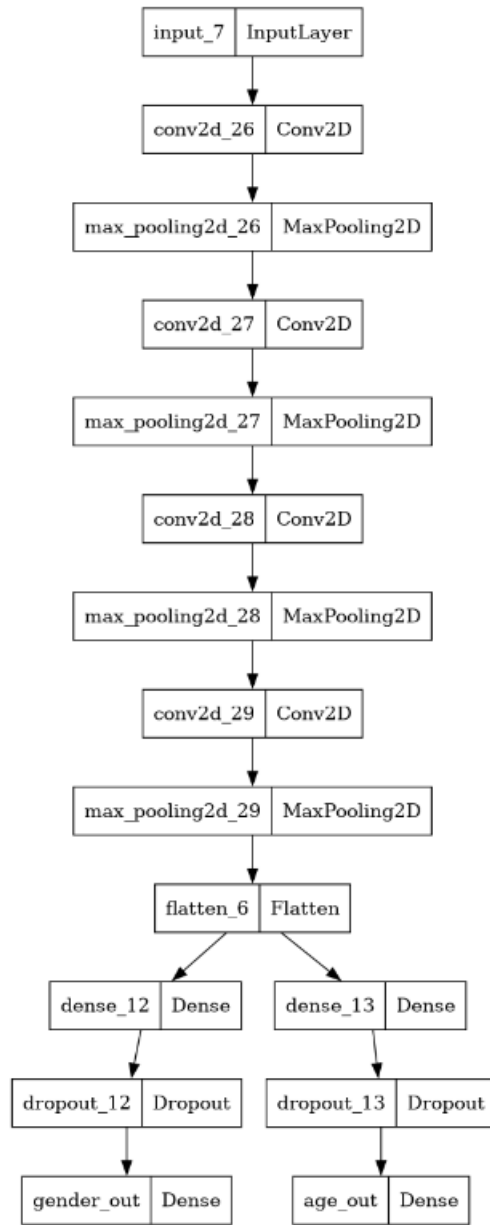 input_7 InputLayer
conv2d_26 Conv2D
max_pooling2d_26 MaxPooling2D
conv2d_27 Conv2D
max_pooling2d_27 MaxPooling2D
conv2d_28 Conv2D
max_pooling2d_28 MaxPooling2D
conv2d_29 Conv2D
max_pooling2d_29 MaxPooling2D
flatten_6 Flatten
dense_12 Dense dense_13 Dense
dropout_12 Dropout dropout_13 Dropout
gender_out Dense age_out Dense